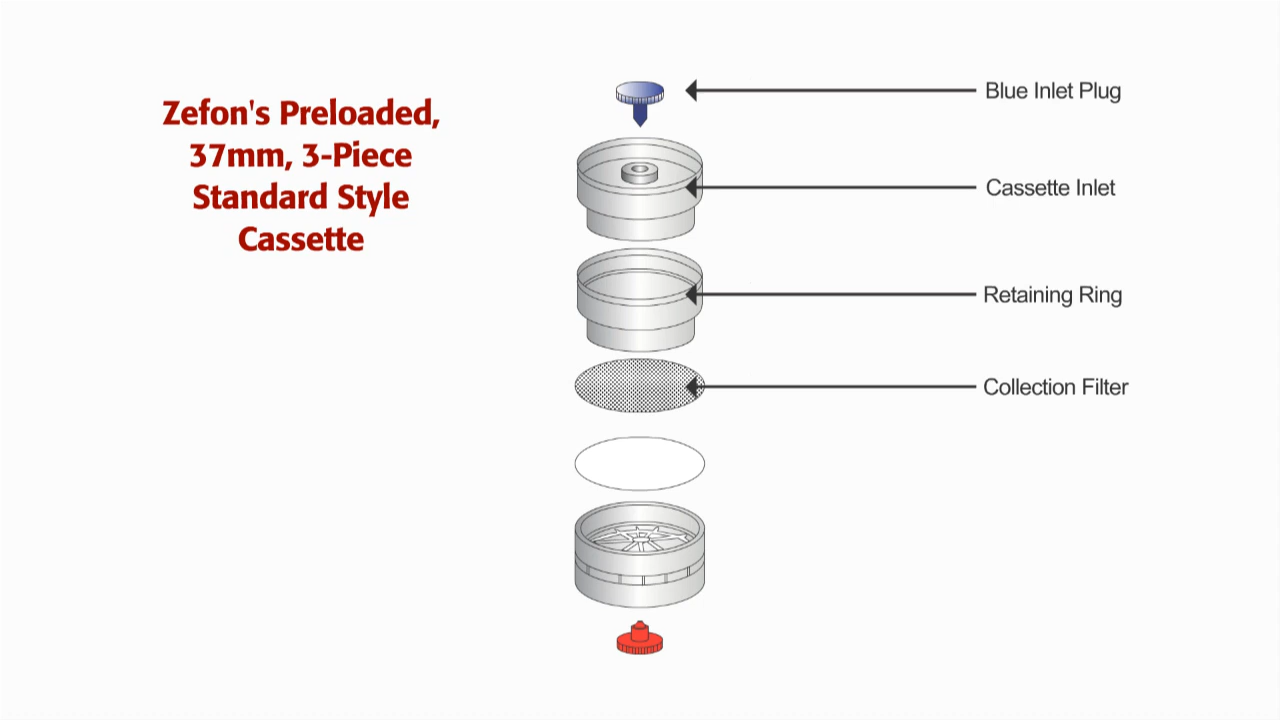 Zefon's Preloaded,
37mm, 3-Piece
Standard Style
Cassette
Blue Inlet Plug
Cassette Inlet
Retaining Ring
Collection Filter